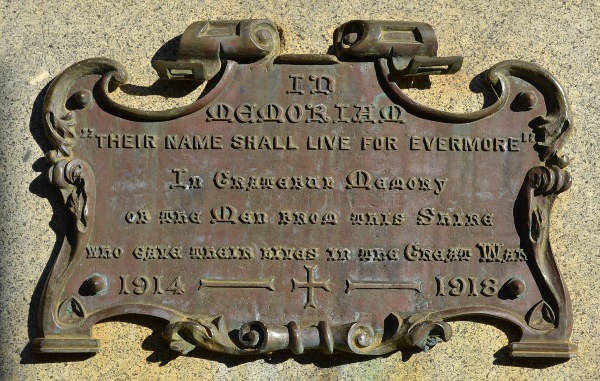 IN
MEMORIAM
"THEIR NAME SHALL LIVE FOR EVERMORE"
In Grateful Memory
of the Men from this Shire
who gave their lives in the Great War
1914 — † — 1918